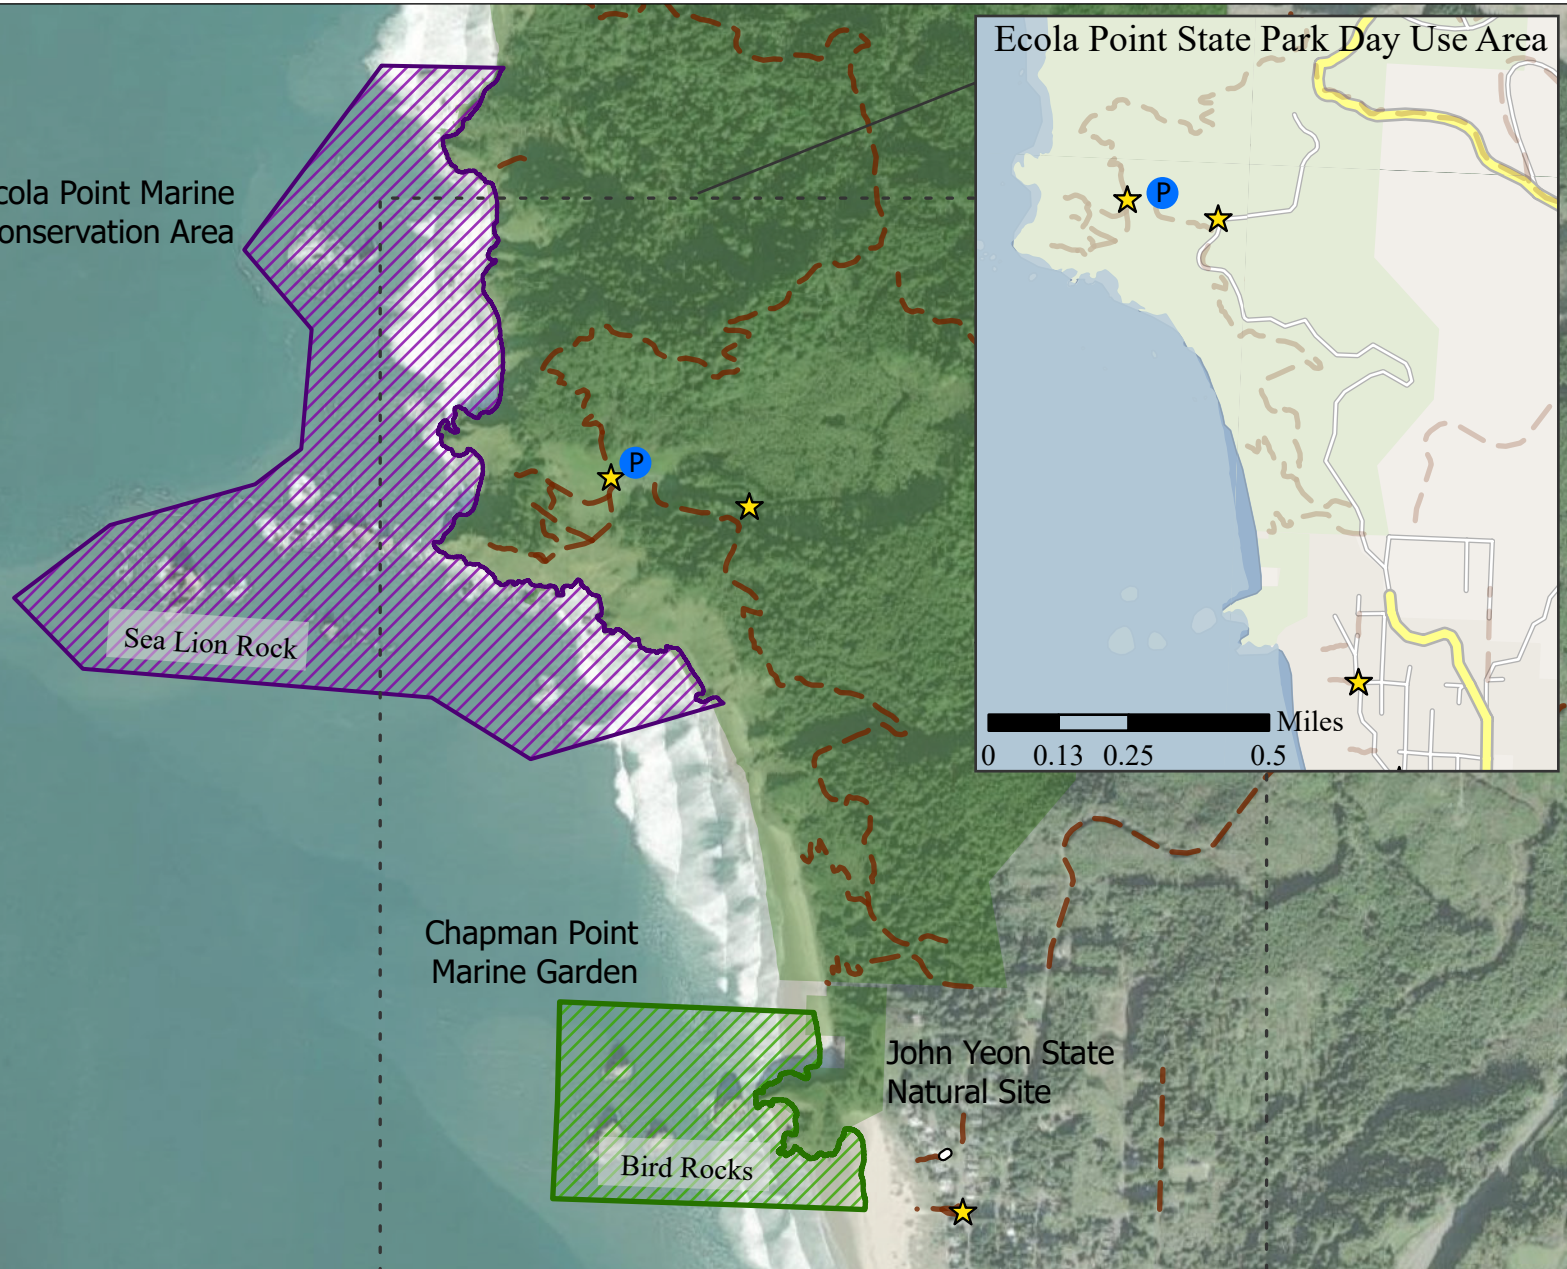 Ecola Point State Park Day Use Area
cola Point Marine
onservation Area
P
P
Sea Lion Rock
Miles
0 0.13 0.25 0.5
Chapman Point
Marine Garden
John Yeon State
Natural Site
Bird Rocks